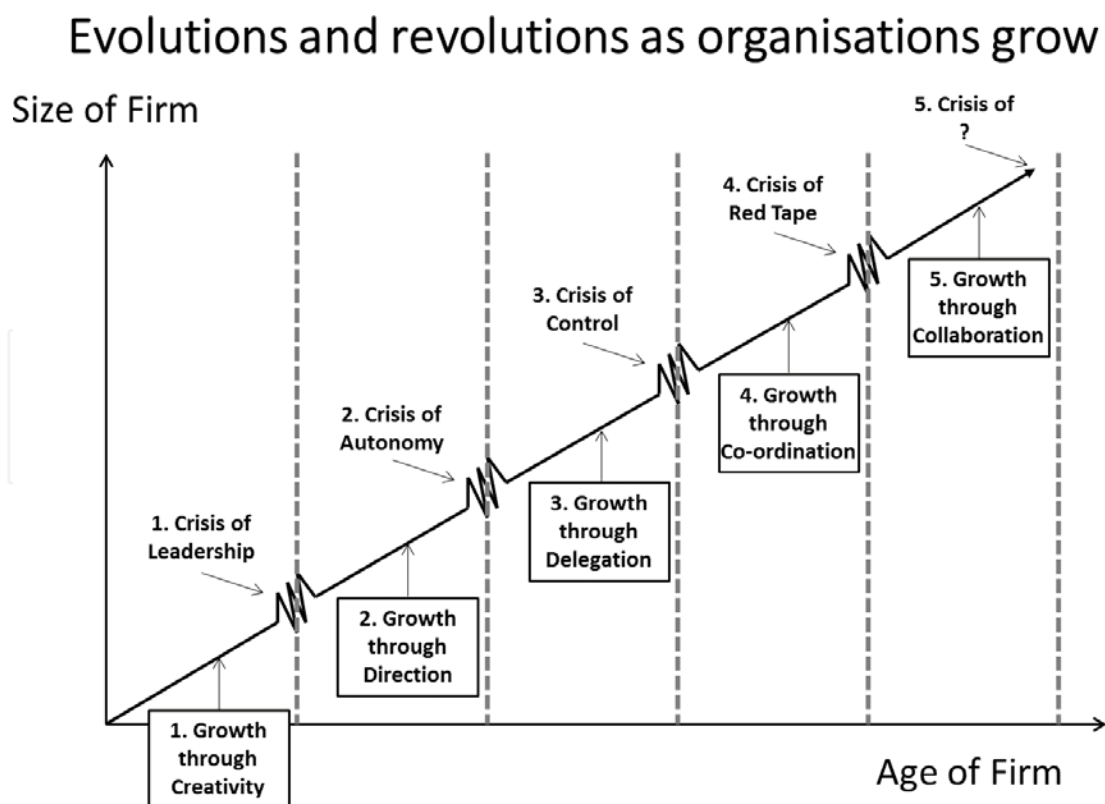 Evolutions and revolutions as organisations grow
Size of Firm
5. Crisis of
?
4. Crisis of
Red Tape
3. Crisis of
Control
5. Growth
through
Collaboration
2. Crisis of
Autonomy
4. Growth
through
Co-ordination
1. Crisis of
Leadership
3. Growth
through
Delegation
2. Growth
through
Direction
1. Growth
through
Creativity
Age of Firm